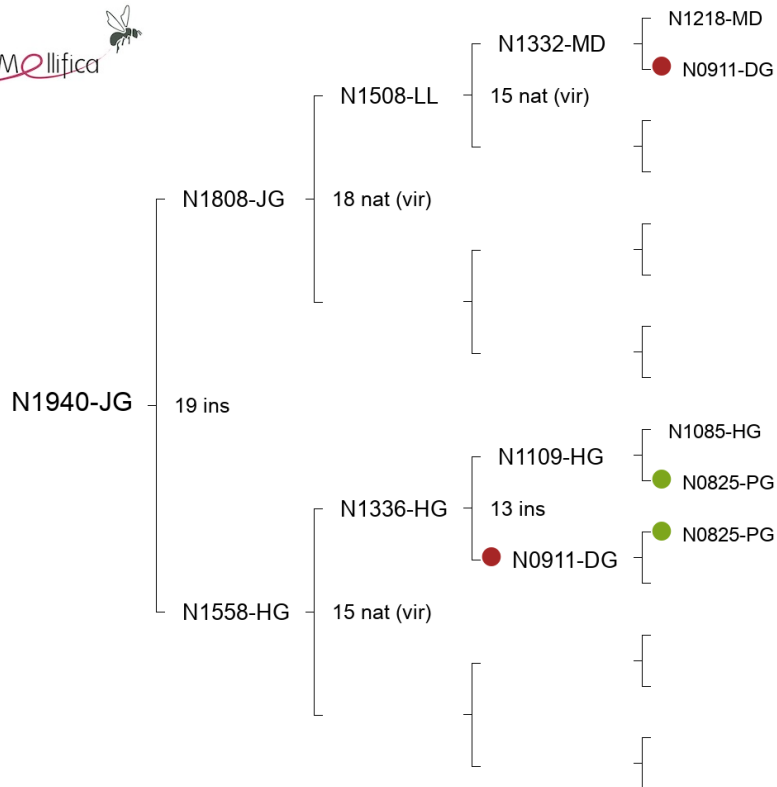 Mellifica
N1218-MD
N1332-MD
N0911-DG
N1508-LL
15 nat (vir)
N1808-JG
18 nat (vir)
N1940-JG
19 ins
N1085-HG
N1109-HG
N0825-PG
N1336-HG
13 ins
N0825-PG
N0911-DG
N1558-HG
15 nat (vir)